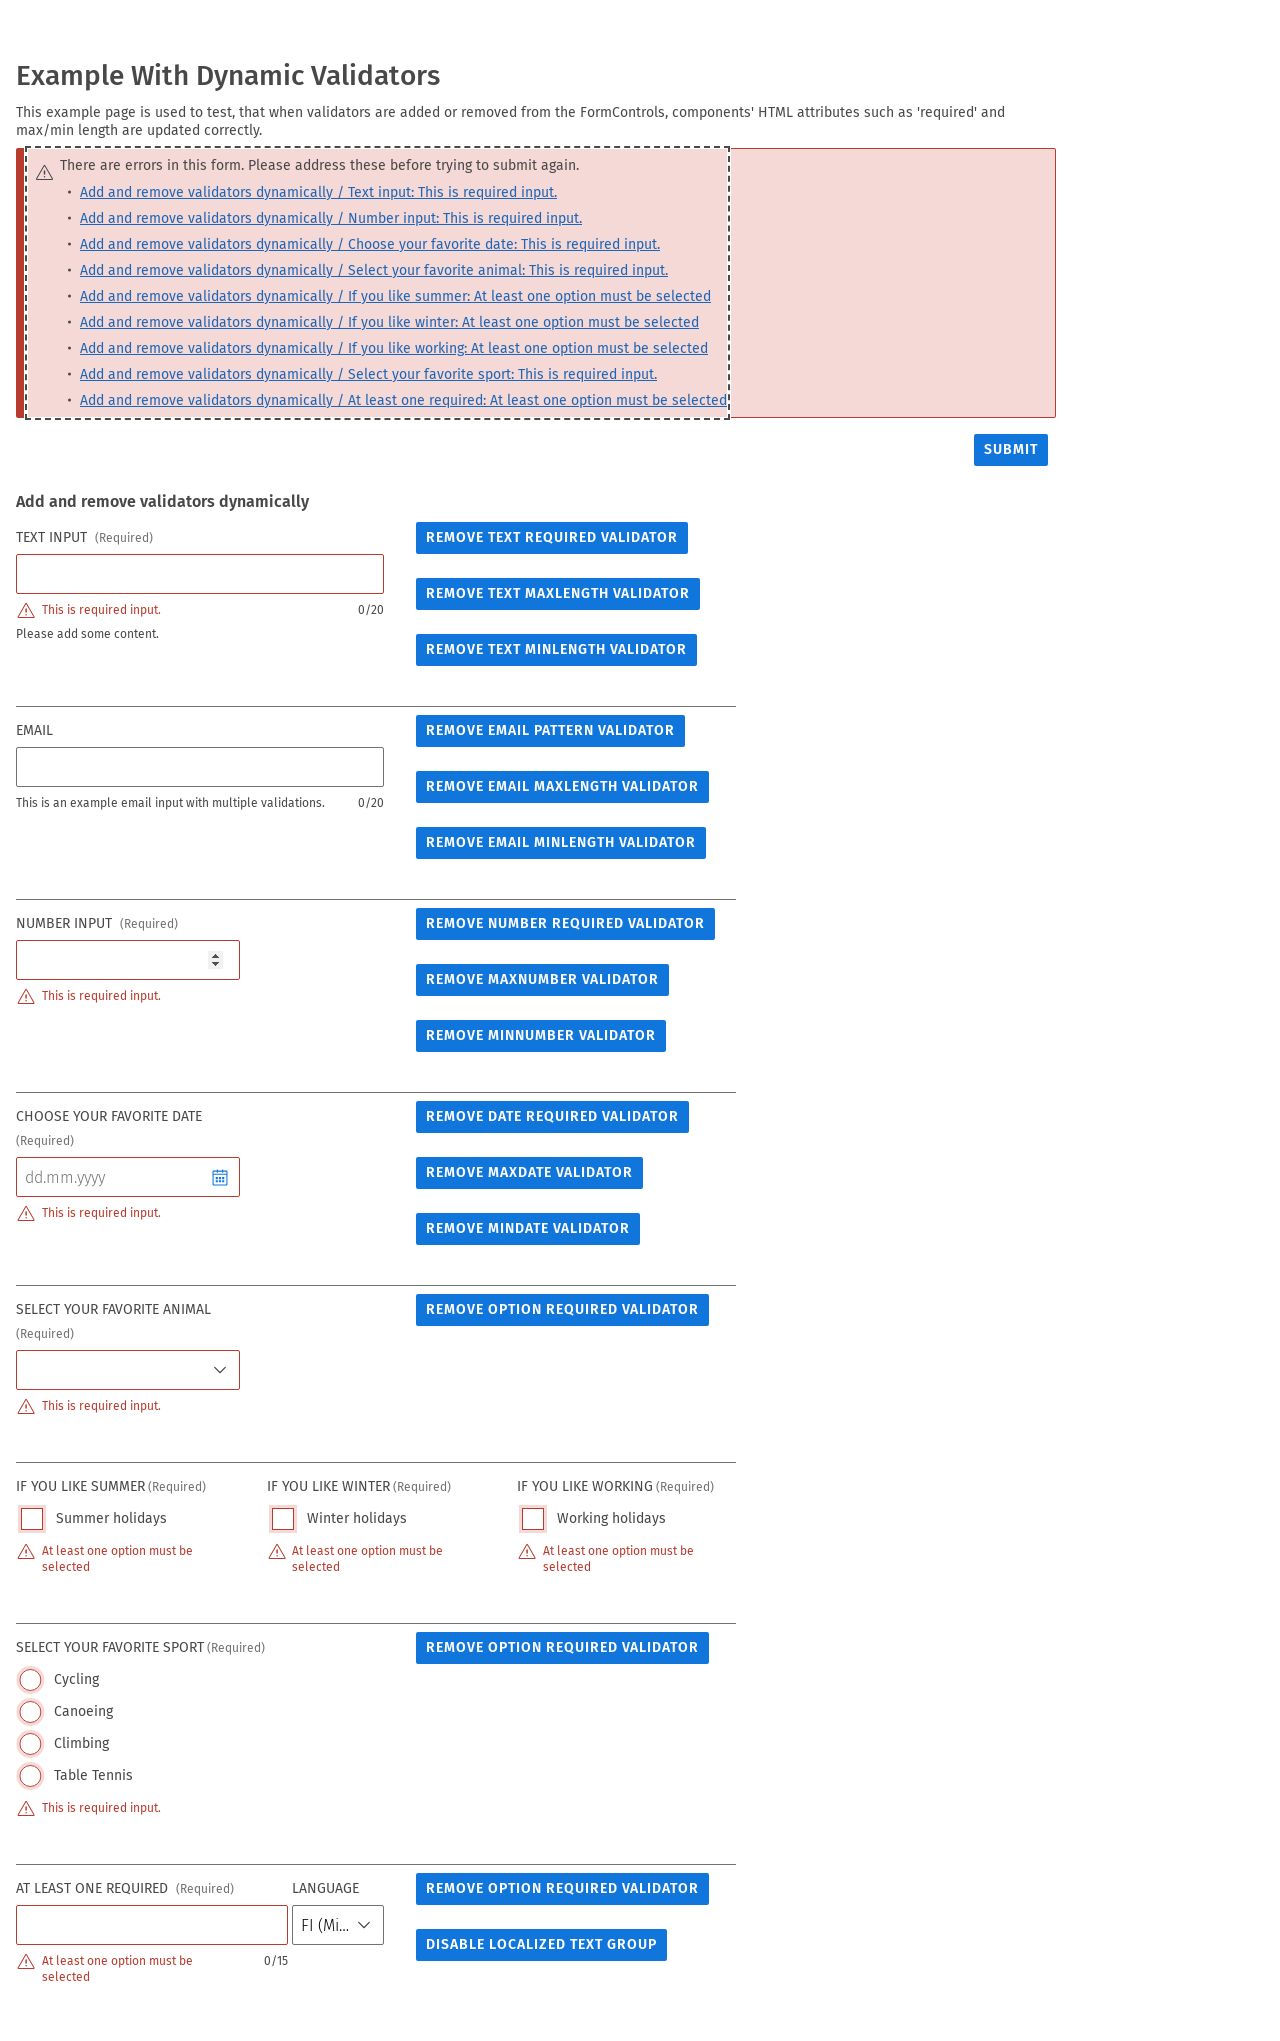 Example With Dynamic Validators
This example page is used to test, that when validators are added or removed from the FormControls, components' HTML attributes such as 'required' and
max/min length are updated correctly.
There are errors in this form. Please address these before trying to submit again.
• Add and remove validators dynamically / Text input: This is required input.
• Add and remove validators dynamically / Number input: This is required input.
• Add and remove validators dynamically / Choose your favorite date: This is required input.
• Add and remove validators dynamically / Select your favorite animal: This is required input.
• Add and remove validators dynamically / If you like summer: At least one option must be selected
• Add and remove validators dynamically / If you like winter: At least one option must be selected
• Add and remove validators dynamically / If you like working: At least one option must be selected
• Add and remove validators dynamically / Select your favorite sport: This is required input.
• Add and remove validators dynamically / At least one required: At least one option must be selected
SUBMIT
Add and remove validators dynamically
TEXT INPUT (Required)
REMOVE TEXT REQUIRED VALIDATOR
REMOVE TEXT MAXLENGTH VALIDATOR
This is required input. 0/20
Please add some content.
REMOVE TEXT MINLENGTH VALIDATOR
EMAIL
REMOVE EMAIL PATTERN VALIDATOR
REMOVE EMAIL MAXLENGTH VALIDATOR
This is an example email input with multiple validations. 0/20
REMOVE EMAIL MINLENGTH VALIDATOR
NUMBER INPUT (Required)
REMOVE NUMBER REQUIRED VALIDATOR
REMOVE MAXNUMBER VALIDATOR
This is required input.
REMOVE MINNUMBER VALIDATOR
CHOOSE YOUR FAVORITE DATE
(Required)
REMOVE DATE REQUIRED VALIDATOR
dd.mm.yyyy
REMOVE MAXDATE VALIDATOR
This is required input.
REMOVE MINDATE VALIDATOR
SELECT YOUR FAVORITE ANIMAL
(Required)
REMOVE OPTION REQUIRED VALIDATOR
This is required input.
IF YOU LIKE SUMMER (Required)
Summer holidays
At least one option must be
selected
IF YOU LIKE WINTER (Required)
Winter holidays
At least one option must be
selected
IF YOU LIKE WORKING (Required)
Working holidays
At least one option must be
selected
SELECT YOUR FAVORITE SPORT (Required)
REMOVE OPTION REQUIRED VALIDATOR
Cycling
Canoeing
Climbing
Table Tennis
This is required input.
AT LEAST ONE REQUIRED (Required)
LANGUAGE
REMOVE OPTION REQUIRED VALIDATOR
FI (Mi...
DISABLE LOCALIZED TEXT GROUP
At least one option must be
selected
0/15